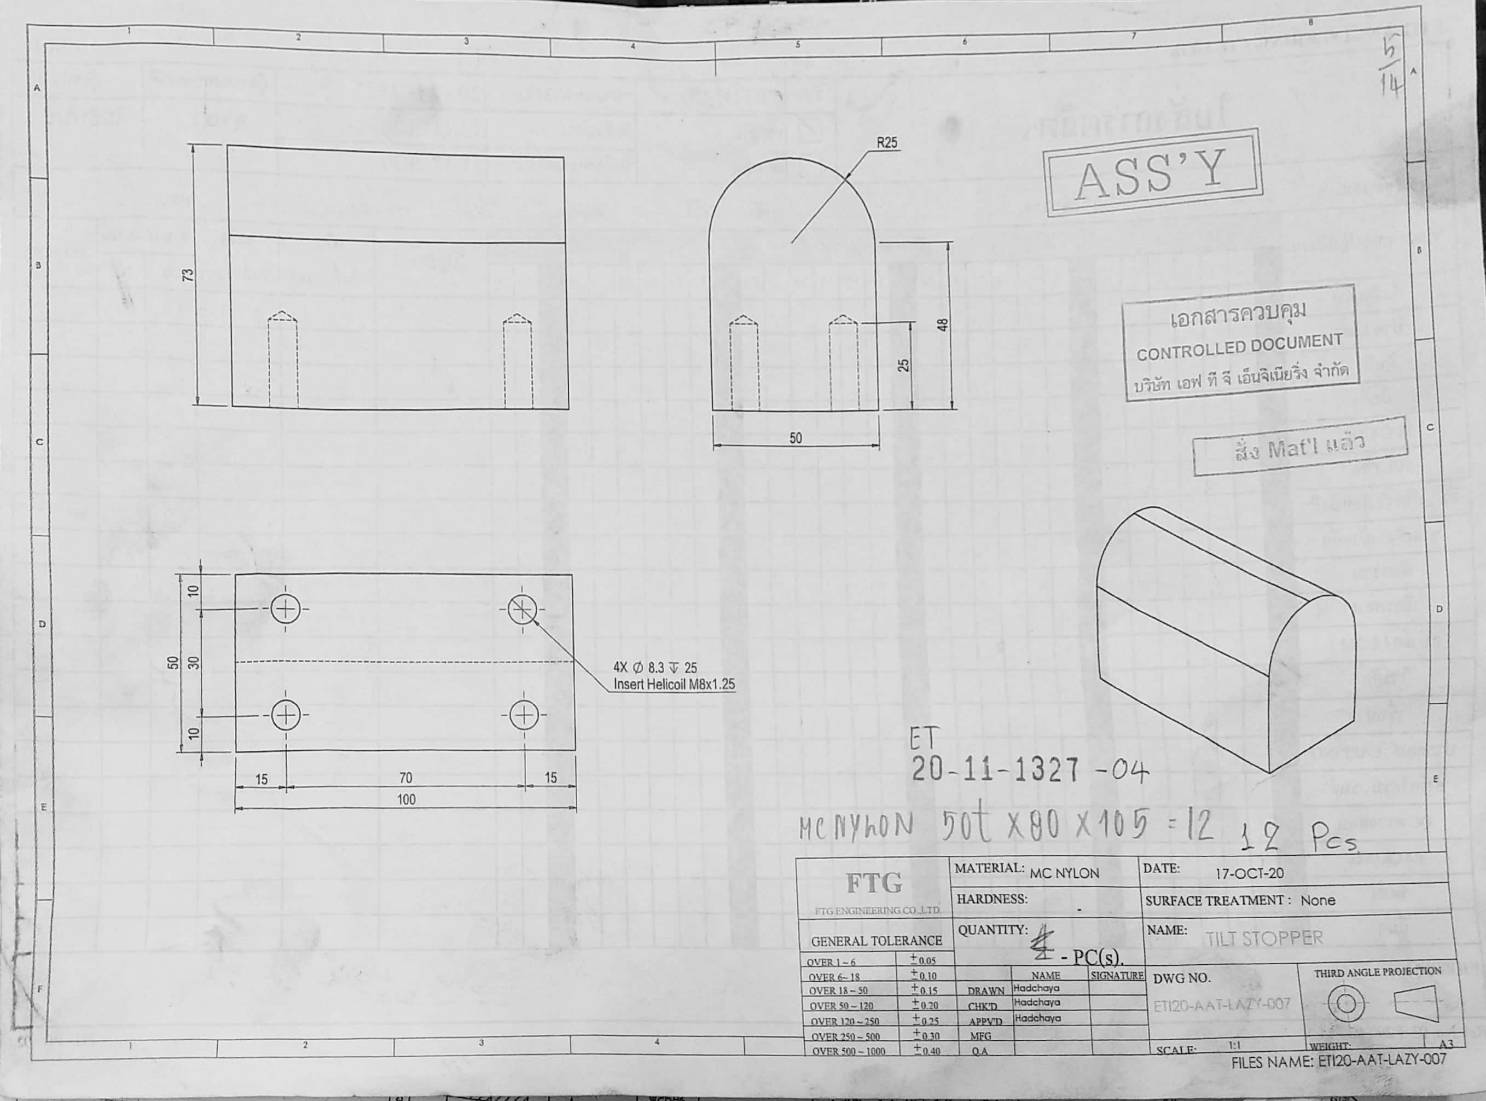 1 2 3 4 5 6 7 8
5/14
A A
B B
C C
D D
E E
F
ASS'Y
R25
73
48
25
50
เอกสารควบคุม
CONTROLLED DOCUMENT
บริษัท เอฟ ที จี เอ็นจิเนียริ่ง จำกัด
สั่ง Mat'l แล้ว
10
50 30
10
4X Ø 8.3 ↧ 25
Insert Helicoil M8x1.25
15 70 15
100
ET
20-11-1327-04
MC NYLON 50t x 80 x 105 = 12 12 Pcs
FTG
FTG ENGINEERING CO.,LTD.
MATERIAL: MC NYLON
DATE: 17-OCT-20
HARDNESS: -
SURFACE TREATMENT : None
QUANTITY: - PC(s).
NAME: TILT STOPPER
GENERAL TOLERANCE
OVER 1~6 ±0.05
OVER 6~18 ±0.10
OVER 18~50 ±0.15
OVER 50~120 ±0.20
OVER 120~250 ±0.25
OVER 250~500 ±0.30
OVER 500~1000 ±0.40
NAME SIGNATURE
DRAWN Hadchaya
CHK'D Hadchaya
APPV'D Hadchaya
MFG
Q.A
DWG NO.
ET120-AAT-LAZY-007
THIRD ANGLE PROJECTION
SCALE: 1:1
WEIGHT:
A3
1 2 3 4
FILES NAME: ET120-AAT-LAZY-007